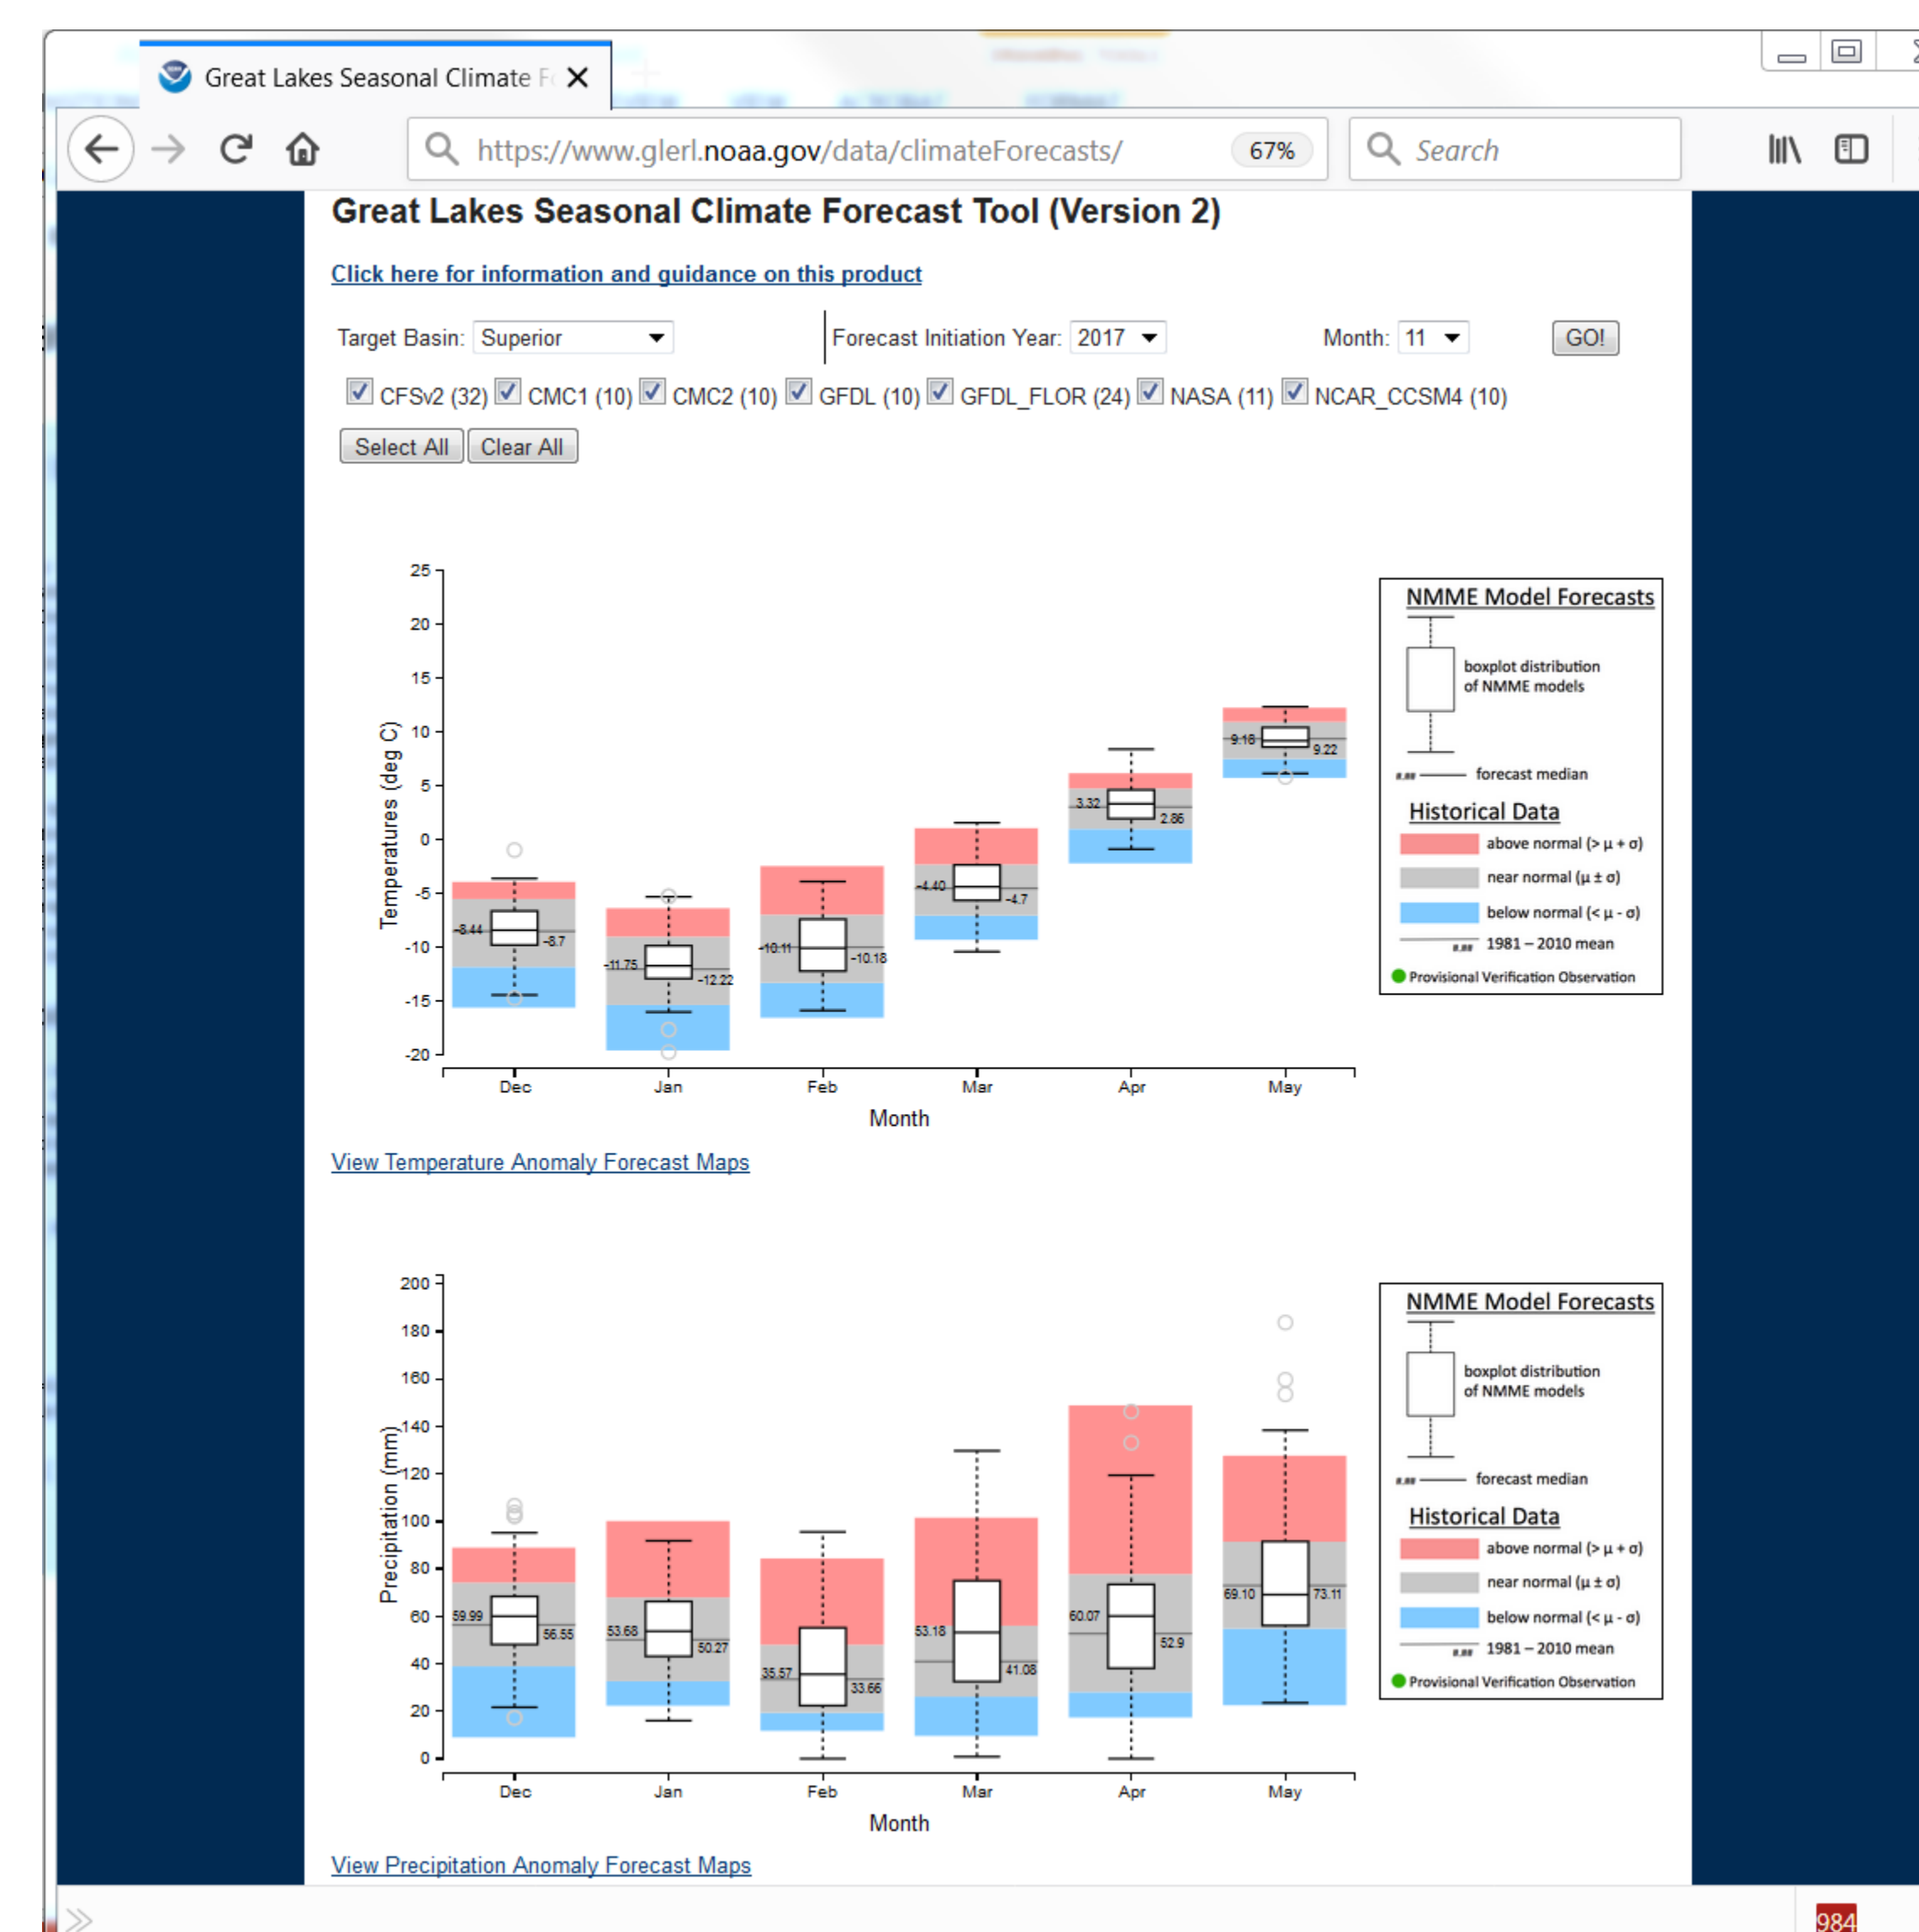 Great Lakes Seasonal Climate F
https://www.glerl.noaa.gov/data/climateForecasts/ 67% Search
Great Lakes Seasonal Climate Forecast Tool (Version 2)
Click here for information and guidance on this product
Target Basin: Superior Forecast Initiation Year: 2017 Month: 11 GO!
CFSv2 (32) CMC1 (10) CMC2 (10) GFDL (10) GFDL_FLOR (24) NASA (11) NCAR_CCSM4 (10)
Select All Clear All
Temperatures (deg C)
25
20
15
10
5
0
-5
-10
-15
-20
-8.44 -8.7
-11.75 -12.22
-10.11 -10.18
-4.40 -4.7
3.32 2.86
9.18 9.22
Dec Jan Feb Mar Apr May
Month
NMME Model Forecasts
boxplot distribution
of NMME models
#.## forecast median
Historical Data
above normal (> μ + σ)
near normal (μ ± σ)
below normal (< μ - σ)
#.## 1981 – 2010 mean
Provisional Verification Observation
View Temperature Anomaly Forecast Maps
Precipitation (mm)
200
180
160
140
120
100
80
60
40
20
0
59.99 56.55
53.68 50.27
35.57 33.66
53.18 41.08
60.07 52.9
69.10 73.11
Dec Jan Feb Mar Apr May
Month
NMME Model Forecasts
boxplot distribution
of NMME models
#.## forecast median
Historical Data
above normal (> μ + σ)
near normal (μ ± σ)
below normal (< μ - σ)
#.## 1981 – 2010 mean
Provisional Verification Observation
View Precipitation Anomaly Forecast Maps
984